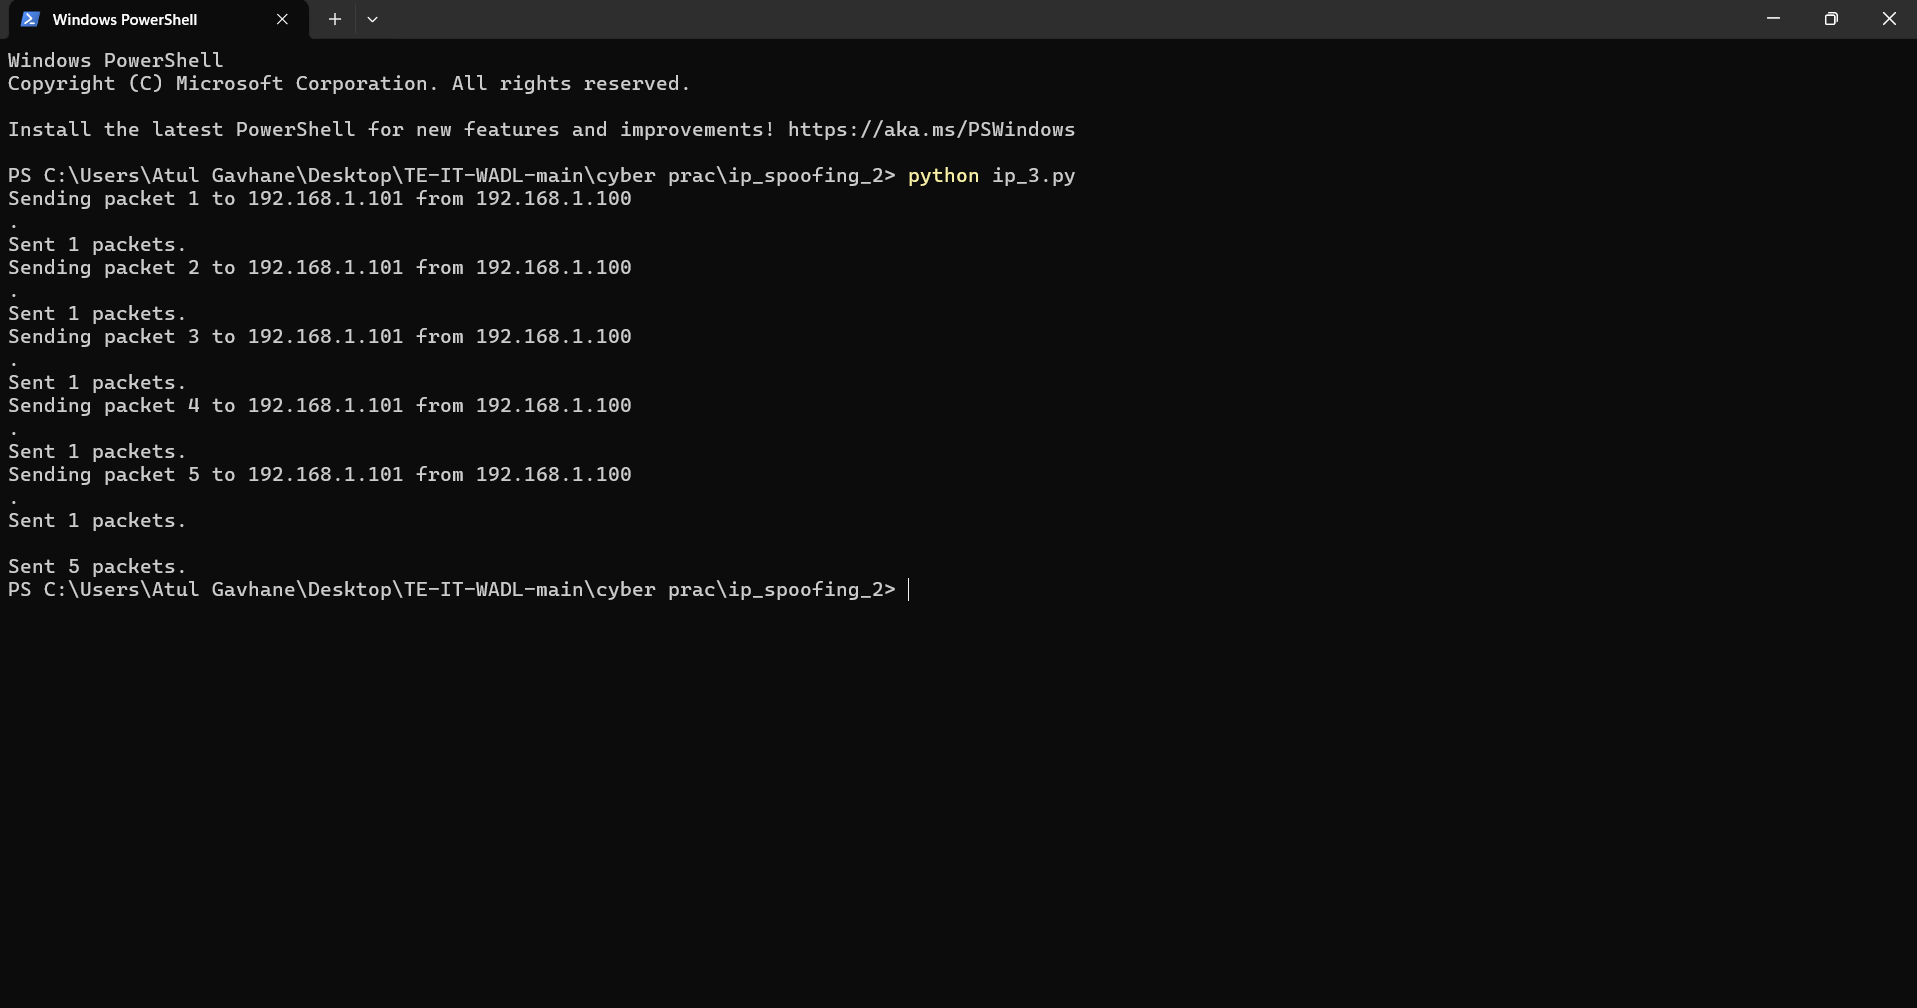 Windows PowerShell
Windows PowerShell
Copyright (C) Microsoft Corporation. All rights reserved.
Install the latest PowerShell for new features and improvements! https://aka.ms/PSWindows
PS C:\Users\Atul Gavhane\Desktop\TE-IT-WADL-main\cyber prac\ip_spoofing_2> python ip_3.py
Sending packet 1 to 192.168.1.101 from 192.168.1.100
.
Sent 1 packets.
Sending packet 2 to 192.168.1.101 from 192.168.1.100
.
Sent 1 packets.
Sending packet 3 to 192.168.1.101 from 192.168.1.100
.
Sent 1 packets.
Sending packet 4 to 192.168.1.101 from 192.168.1.100
.
Sent 1 packets.
Sending packet 5 to 192.168.1.101 from 192.168.1.100
.
Sent 1 packets.
Sent 5 packets.
PS C:\Users\Atul Gavhane\Desktop\TE-IT-WADL-main\cyber prac\ip_spoofing_2>